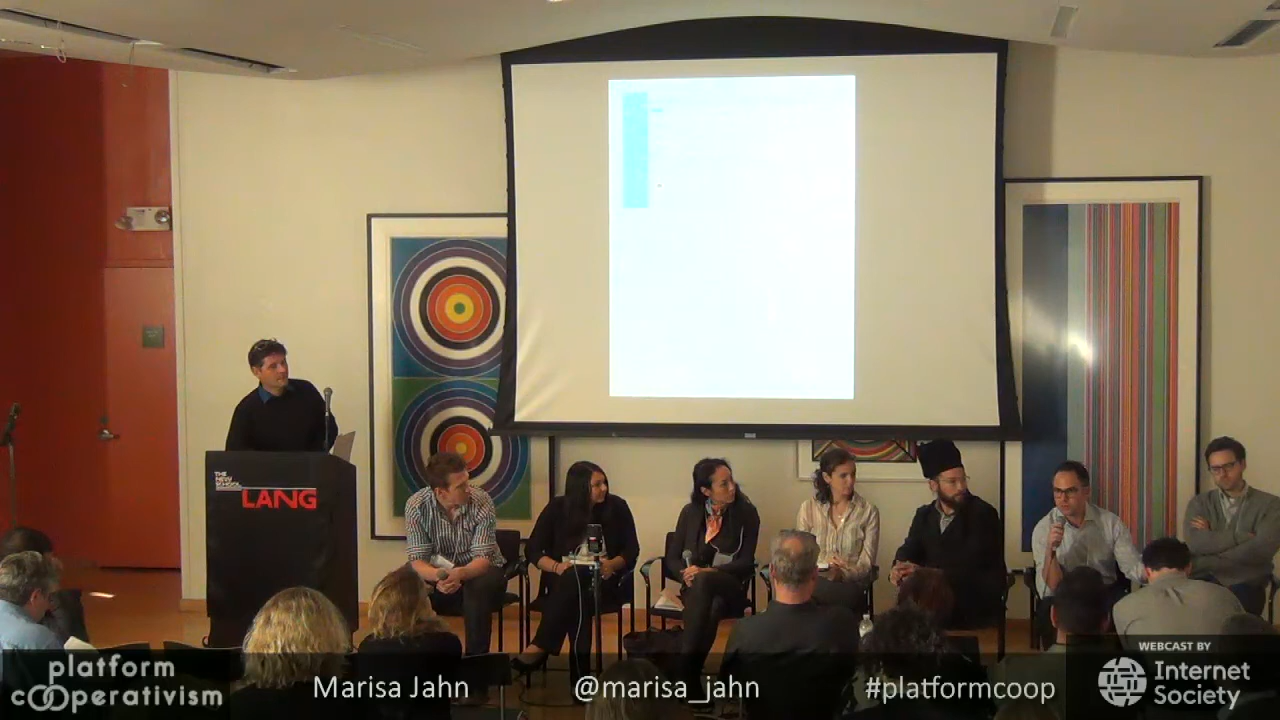 THE
NEW
SCHOOL
LANG
platform
cooperativism
Marisa Jahn
@marisa_jahn
#platformcoop
WEBCAST BY
Internet
Society